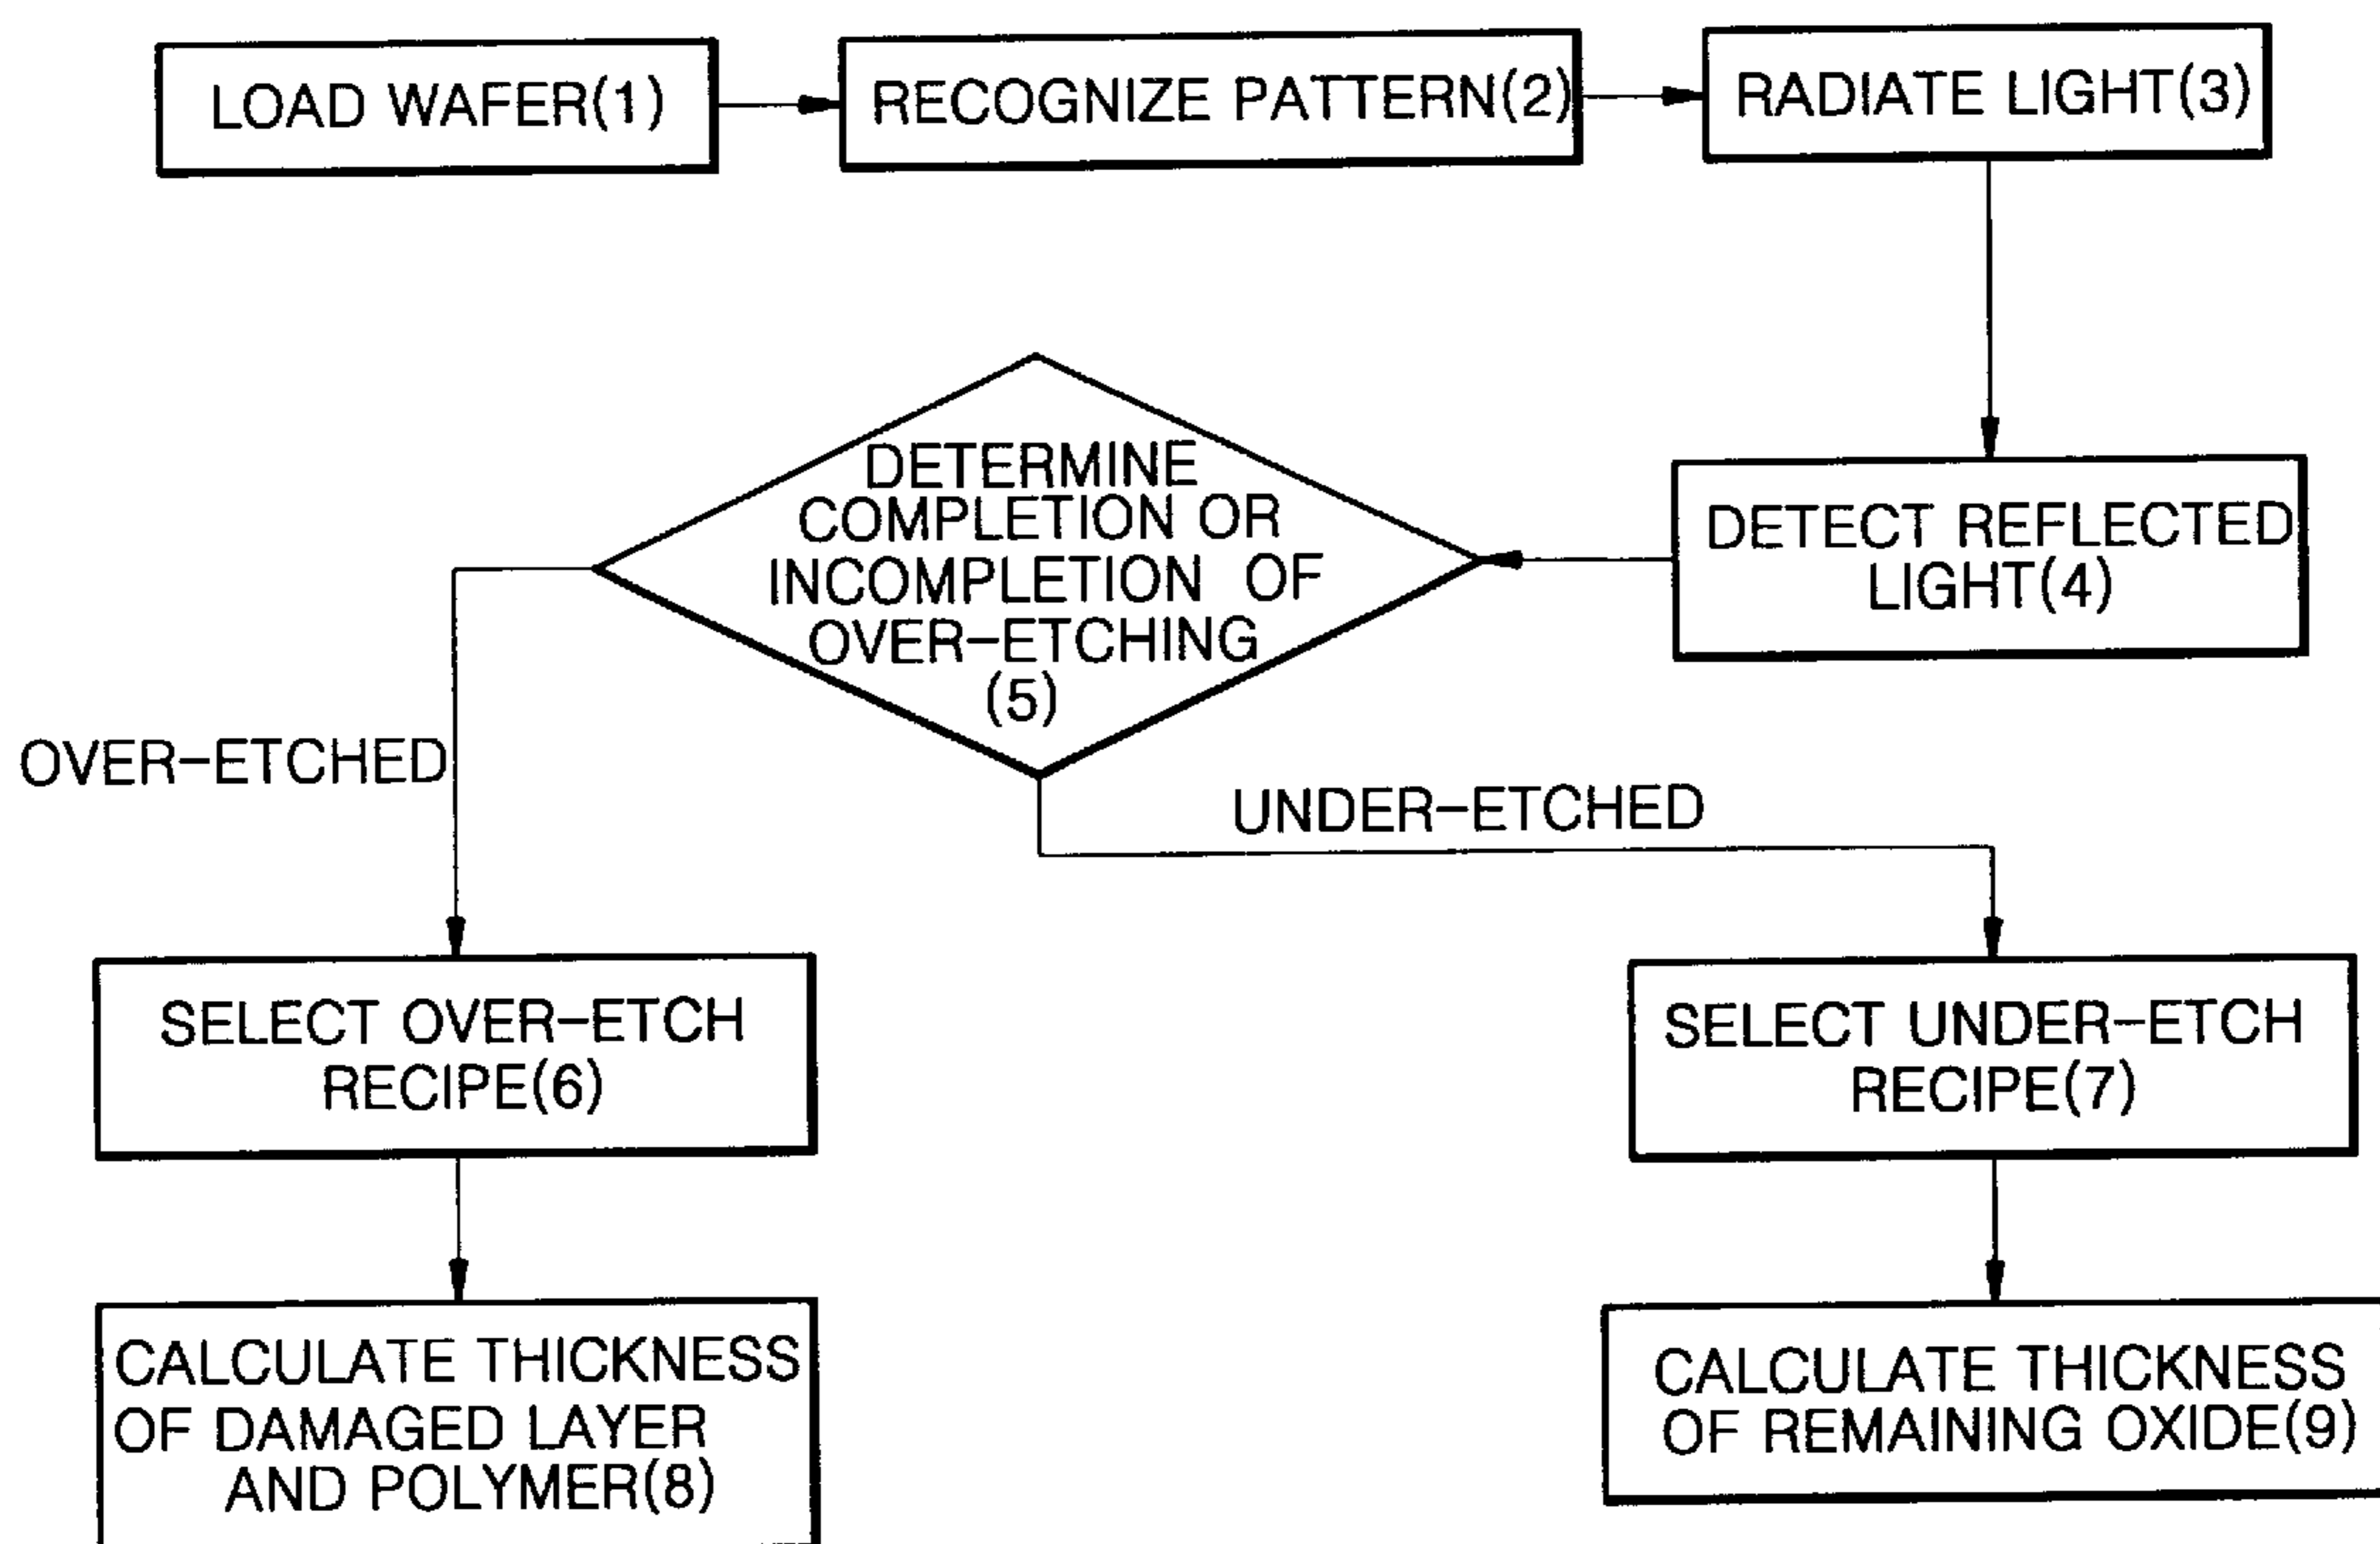 LOAD WAFER(1)
RECOGNIZE PATTERN(2)
RADIATE LIGHT(3)
DETECT REFLECTED
LIGHT(4)
DETERMINE
COMPLETION OR
INCOMPLETION OF
OVER-ETCHING
(5)
OVER-ETCHED
UNDER-ETCHED
SELECT OVER-ETCH
RECIPE(6)
SELECT UNDER-ETCH
RECIPE(7)
CALCULATE THICKNESS
OF DAMAGED LAYER
AND POLYMER(8)
CALCULATE THICKNESS
OF REMAINING OXIDE(9)